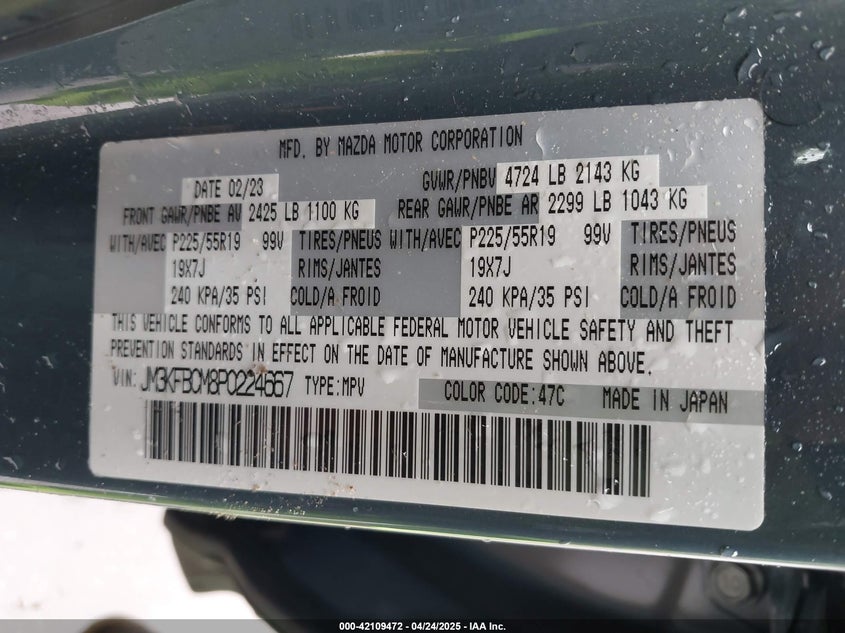 MFD. BY MAZDA MOTOR CORPORATION
DATE 02/23 GVWR/PNBV 4724 LB 2143 KG
FRONT GAWR/PNBE AV 2425 LB 1100 KG REAR GAWR/PNBE AR 2299 LB 1043 KG
WITH/AVEC P225/55R19 99V TIRES/PNEUS WITH/AVEC P225/55R19 99V TIRES/PNEUS
19X7J RIMS/JANTES 19X7J RIMS/JANTES
240 KPA/35 PSI COLD/A FROID 240 KPA/35 PSI COLD/A FROID
THIS VEHICLE CONFORMS TO ALL APPLICABLE FEDERAL MOTOR VEHICLE SAFETY AND THEFT
PREVENTION STANDARDS IN EFFECT ON THE DATE OF MANUFACTURE SHOWN ABOVE.
VIN: JM3KFBCM8P0224667 TYPE:MPV COLOR CODE:47C MADE IN JAPAN
000-42109472 - 04/24/2025 - IAA Inc.